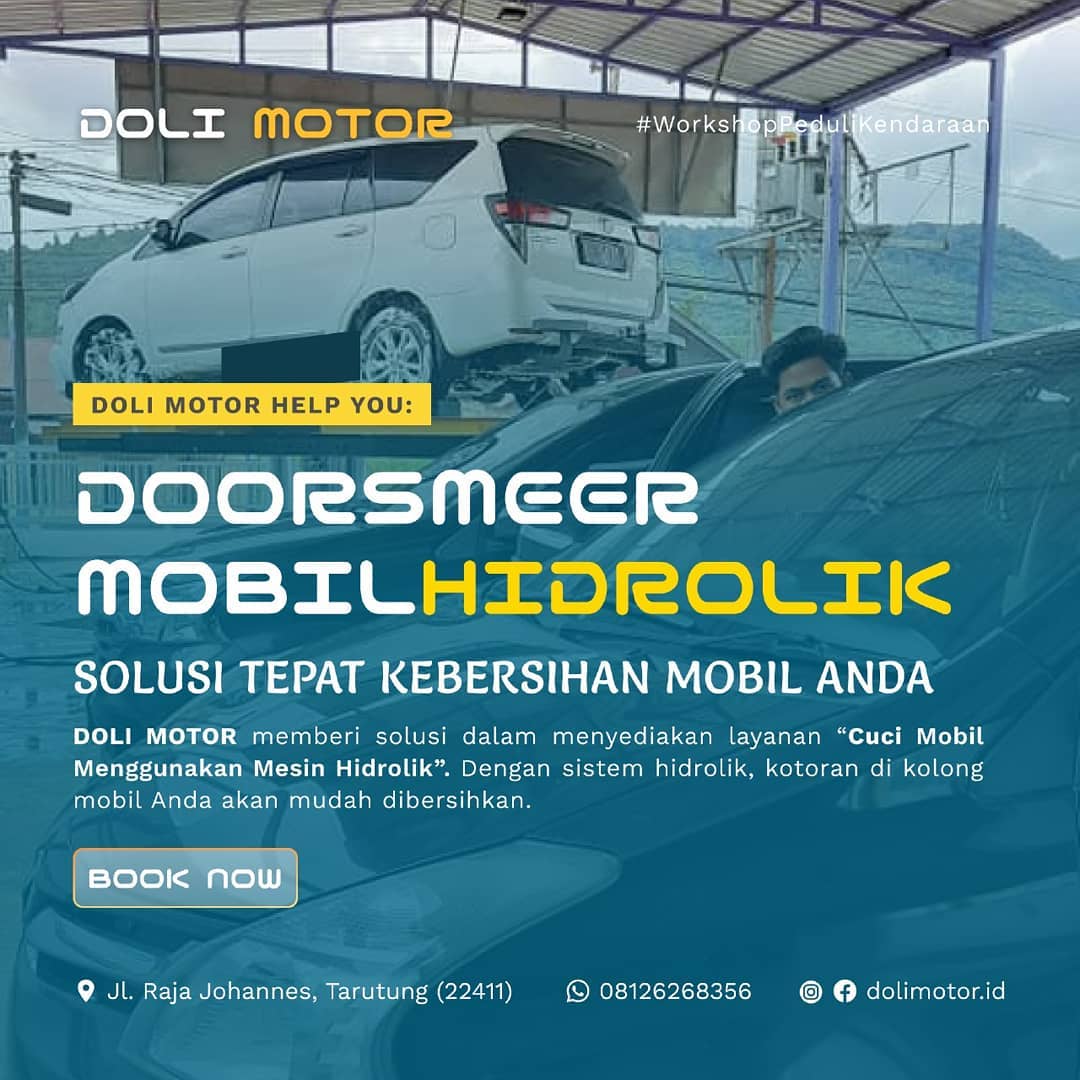 DOLI MOTOR
#WorkshopPeduliKendaraan
DOLI MOTOR HELP YOU:
DOORSMEER
MOBILHIDROLIK
SOLUSI TEPAT KEBERSIHAN MOBIL ANDA
DOLI MOTOR memberi solusi dalam menyediakan layanan “Cuci Mobil
Menggunakan Mesin Hidrolik”. Dengan sistem hidrolik, kotoran di kolong
mobil Anda akan mudah dibersihkan.
BOOK NOW
Jl. Raja Johannes, Tarutung (22411)
08126268356
dolimotor.id